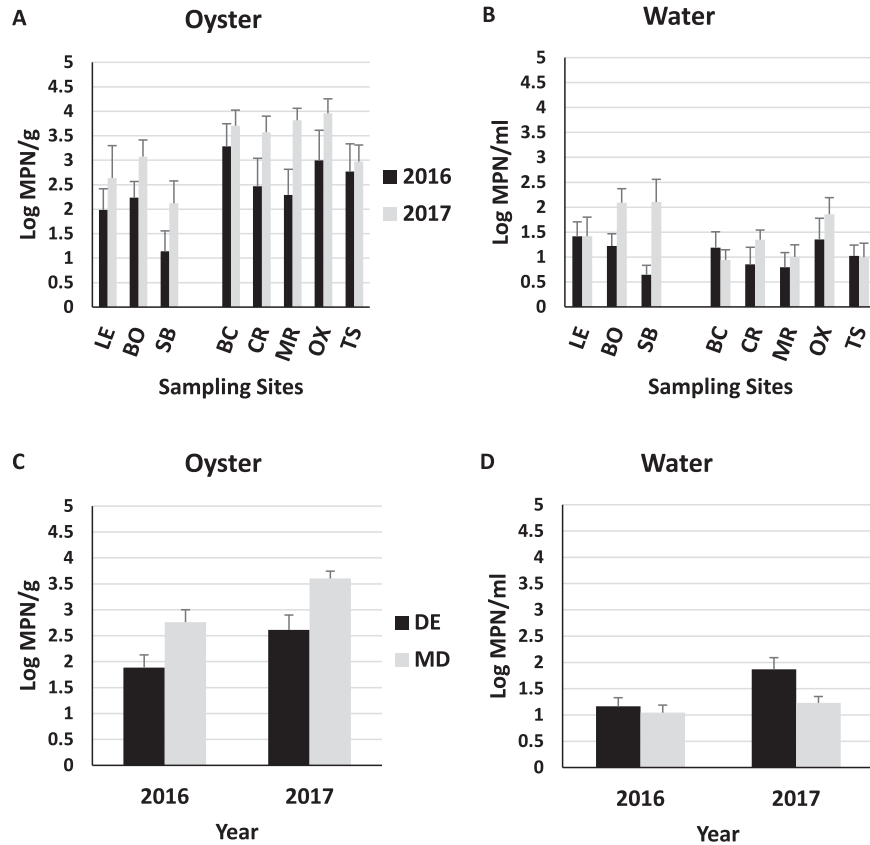 A
Oyster
5
4.5
4
3.5
3
2.5
2
1.5
1
0.5
0
Log MPN/g
LE BO SB BC CR MR OX TS
Sampling Sites
2016
2017
B
Water
5
4.5
4
3.5
3
2.5
2
1.5
1
0.5
0
Log MPN/ml
LE BO SB BC CR MR OX TS
Sampling Sites
C
Oyster
5
4.5
4
3.5
3
2.5
2
1.5
1
0.5
0
Log MPN/g
2016 2017
Year
DE
MD
D
Water
5
4.5
4
3.5
3
2.5
2
1.5
1
0.5
0
Log MPN/ml
2016 2017
Year